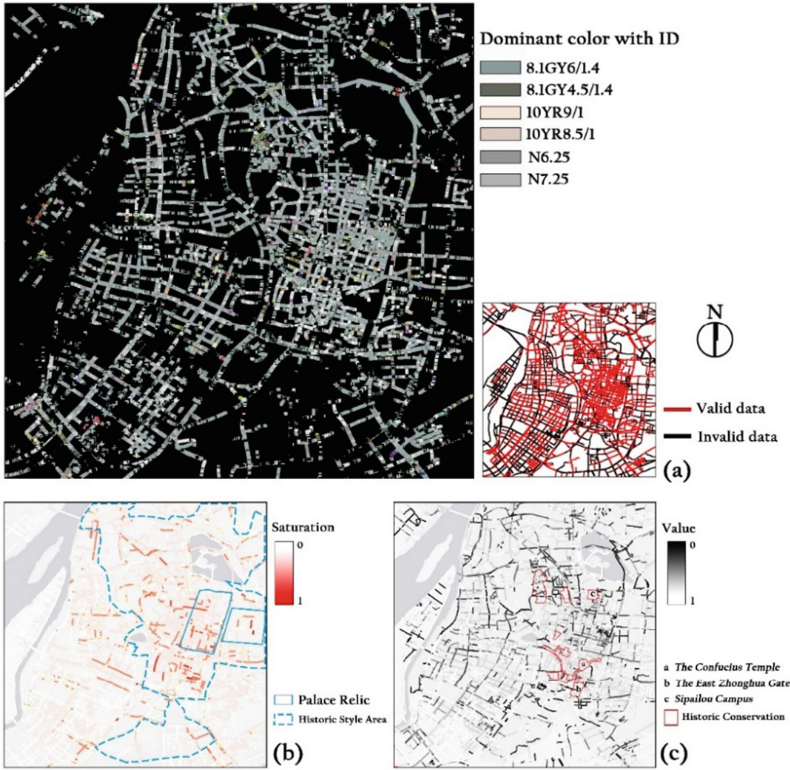 Dominant color with ID
8.1GY6/1.4
8.1GY4.5/1.4
10YR9/1
10YR8.5/1
N6.25
N7.25
N
Valid data
Invalid data
(a)
Saturation
0
1
Palace Relic
Historic Style Area
(b)
Value
0
1
a The Confucius Temple
b The East Zhonghua Gate
c Sipailou Campus
Historic Conservation
(c)